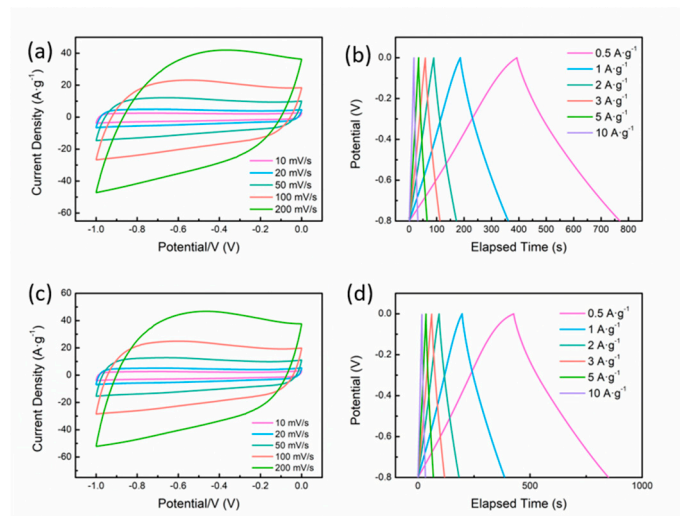 (a)
40
20
0
-20
-40
-60
Current Density (A·g⁻¹)
10 mV/s
20 mV/s
50 mV/s
100 mV/s
200 mV/s
-1.0 -0.8 -0.6 -0.4 -0.2 0.0
Potential/V (V)
(b)
0.0
-0.2
-0.4
-0.6
-0.8
Potential (V)
0.5 A·g⁻¹
1 A·g⁻¹
2 A·g⁻¹
3 A·g⁻¹
5 A·g⁻¹
10 A·g⁻¹
0 100 200 300 400 500 600 700 800
Elapsed Time (s)
(c)
60
40
20
0
-20
-40
-60
Current Density (A·g⁻¹)
10 mV/s
20 mV/s
50 mV/s
100 mV/s
200 mV/s
-1.0 -0.8 -0.6 -0.4 -0.2 0.0
Potential/V (V)
(d)
0.0
-0.2
-0.4
-0.6
-0.8
Potential (V)
0.5 A·g⁻¹
1 A·g⁻¹
2 A·g⁻¹
3 A·g⁻¹
5 A·g⁻¹
10 A·g⁻¹
0 500 1000
Elapsed Time (s)